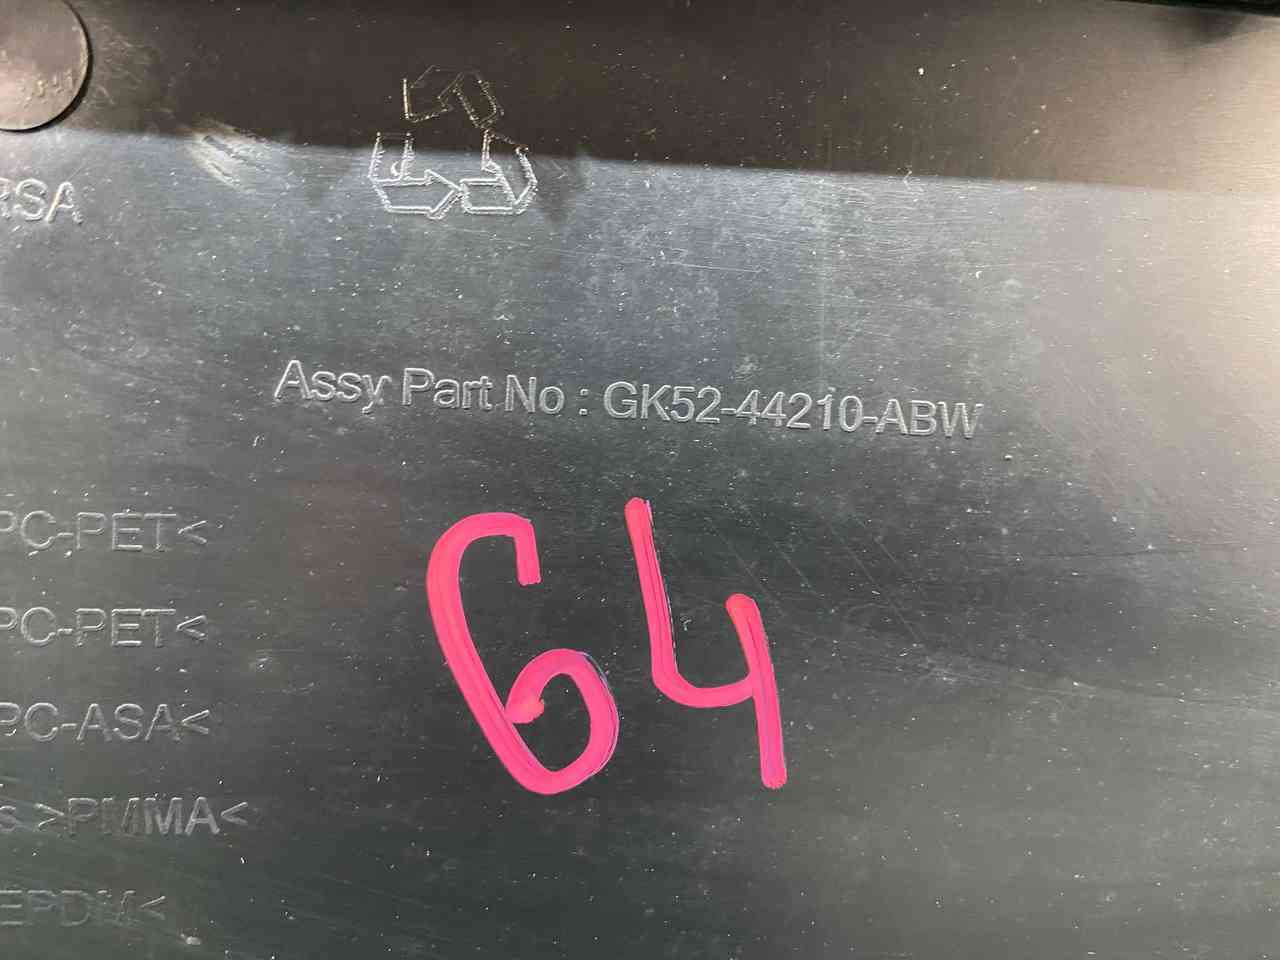 RSA
Assy Part No : GK52-44210-ABW
PC-PET<
64
PC-PET<
PC-ASA<
s >PMMA<
EPDM<